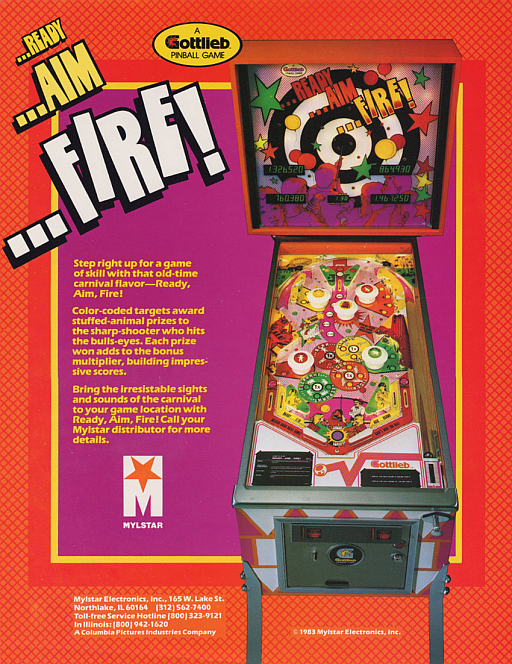 ...READY
...AIM
...FIRE!
A
Gottlieb®
PINBALL GAME
Gottlieb
...READY
...AIM
...FIRE!
1326520
864930
760380
1467250
Step right up for a game
of skill with that old-time
carnival flavor—Ready,
Aim, Fire!
Color-coded targets award
stuffed-animal prizes to
the sharp-shooter who hits
the bulls-eyes. Each prize
won adds to the bonus
multiplier, building impres-
sive scores.
Bring the irresistable sights
and sounds of the carnival
to your game location with
Ready, Aim, Fire! Call your
Mylstar distributor for more
details.
M
MYLSTAR
Gottlieb
Mylstar Electronics, Inc., 165 W. Lake St.
Northlake, IL 60164 (312) 562-7400
Toll-free Service Hotline (800) 323-9121
In Illinois: (800) 942-1620
A Columbia Pictures Industries Company
© 1983 Mylstar Electronics, Inc.